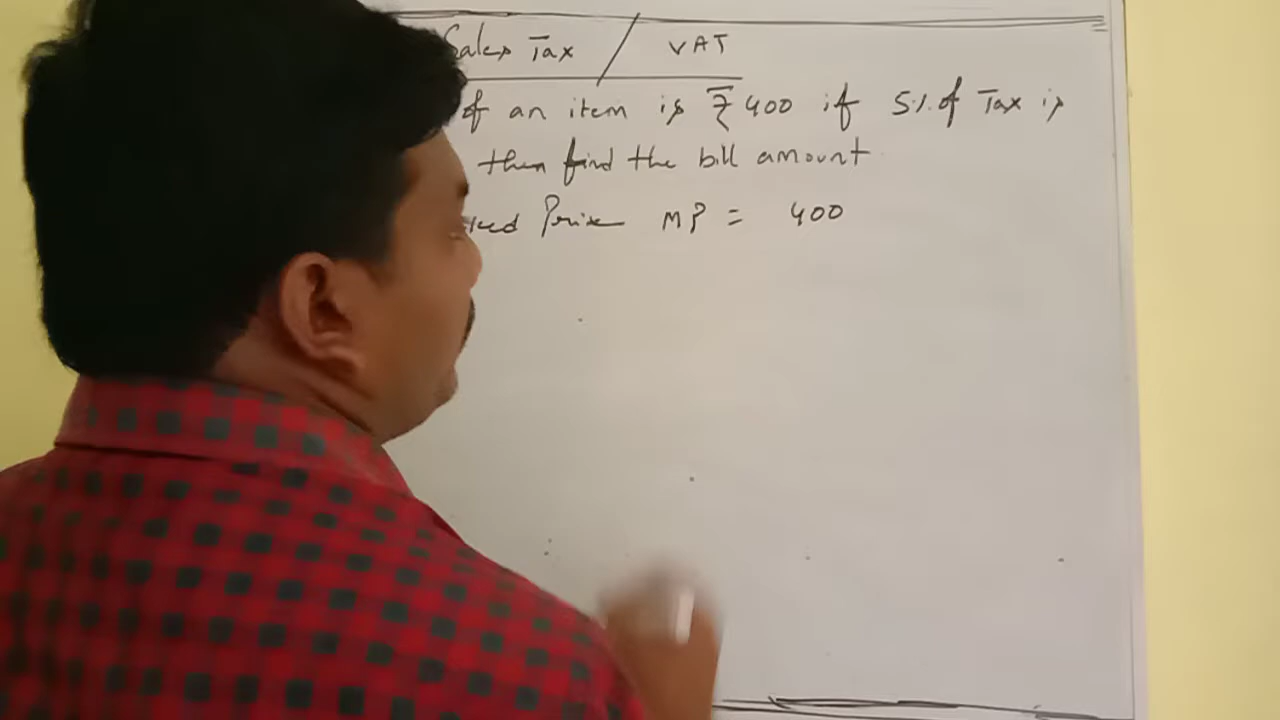 Sales Tax / VAT
of an item is ₹ 400 if 5% of Tax is
then find the bill amount
Price MP = 400